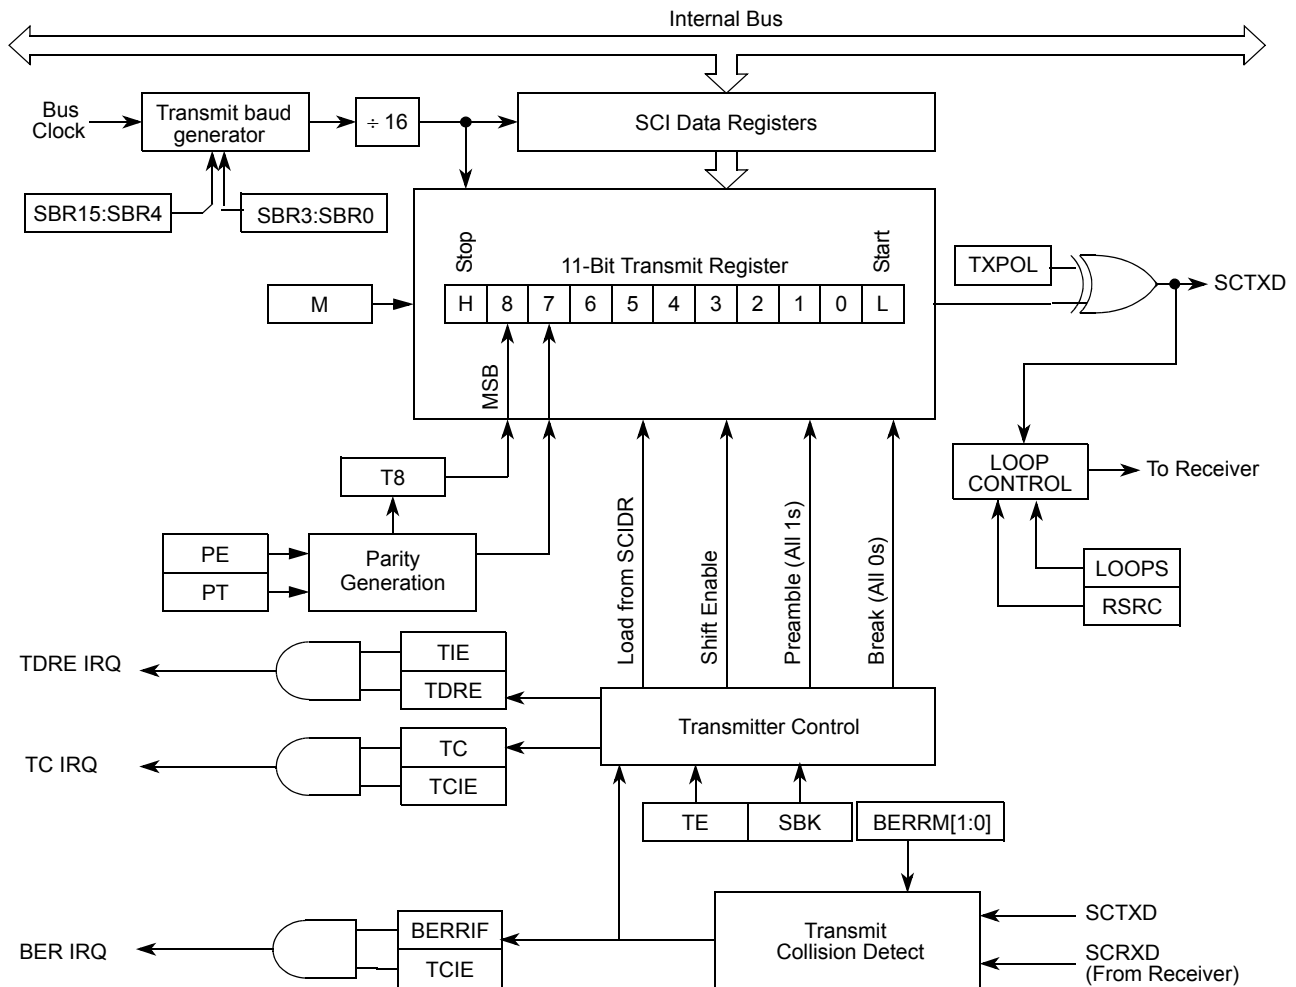 Internal Bus
Bus
Clock
Transmit baud
generator
÷ 16
SCI Data Registers
SBR15:SBR4
SBR3:SBR0
Stop
11-Bit Transmit Register
Start
H 8 7 6 5 4 3 2 1 0 L
M
MSB
TXPOL
SCTXD
T8
LOOP
CONTROL
To Receiver
PE
PT
Parity
Generation
Load from SCIDR
Shift Enable
Preamble (All 1s)
Break (All 0s)
LOOPS
RSRC
TDRE IRQ
TIE
TDRE
Transmitter Control
TC IRQ
TC
TCIE
TE
SBK
BERRM[1:0]
BER IRQ
BERRIF
TCIE
Transmit
Collision Detect
SCTXD
SCRXD
(From Receiver)